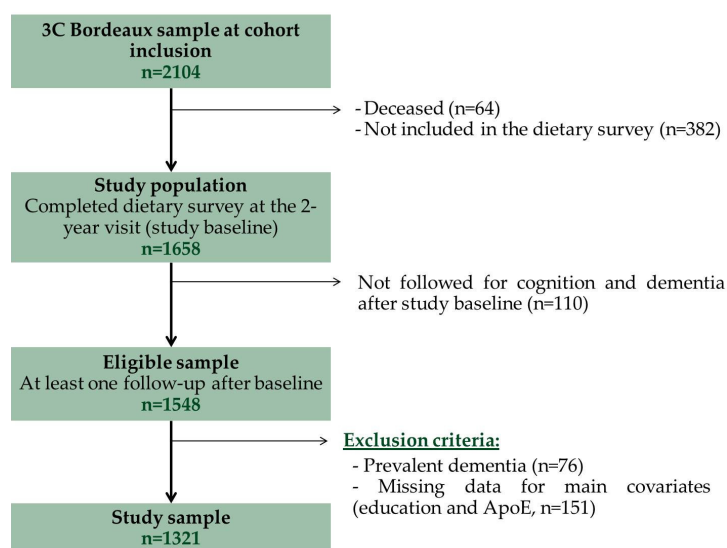 3C Bordeaux sample at cohort
inclusion
n=2104
- Deceased (n=64)
- Not included in the dietary survey (n=382)
Study population
Completed dietary survey at the 2-
year visit (study baseline)
n=1658
Not followed for cognition and dementia
after study baseline (n=110)
Eligible sample
At least one follow-up after baseline
n=1548
Exclusion criteria:
- Prevalent dementia (n=76)
- Missing data for main covariates
(education and ApoE, n=151)
Study sample
n=1321